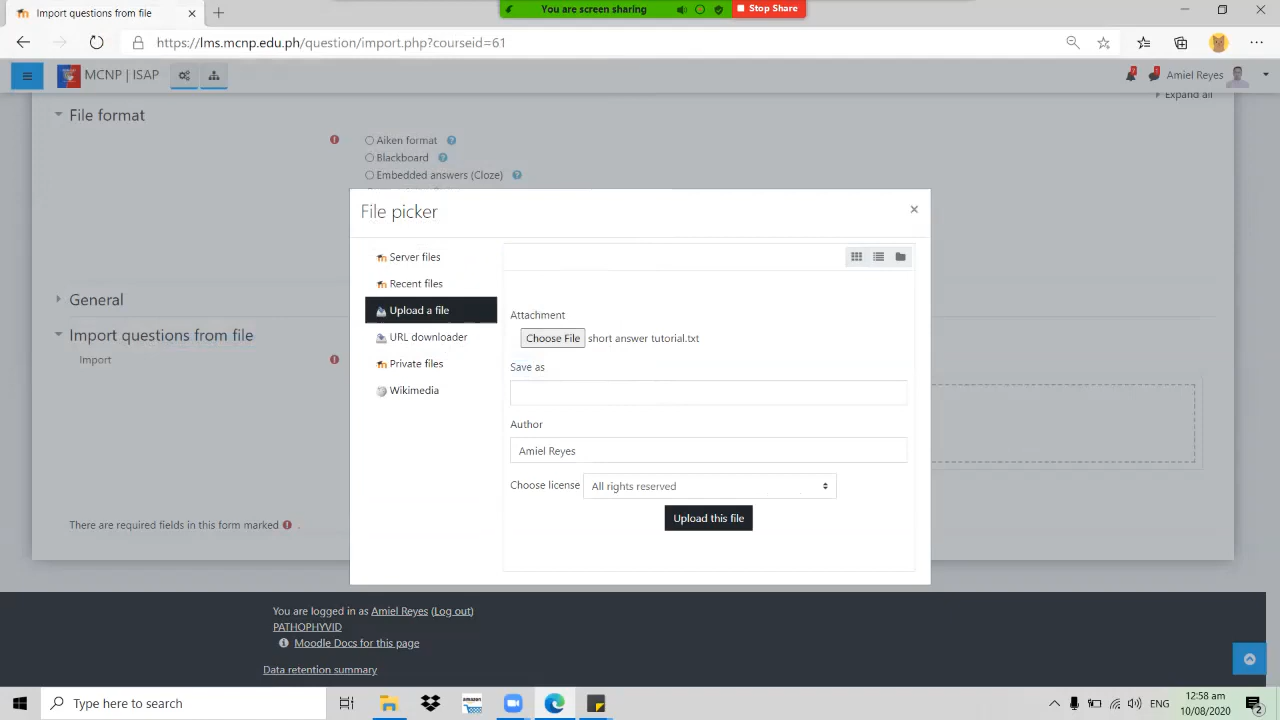 You are screen sharing
Stop Share
Import questions from file
https://lms.mcnp.edu.ph/question/import.php?courseid=61
MCNP | ISAP
Amiel Reyes
Expand all
File format
Aiken format
Blackboard
Embedded answers (Cloze)
File picker
Server files
Recent files
Upload a file
URL downloader
Private files
Wikimedia
Attachment
Choose File short answer tutorial.txt
Save as
Author
Amiel Reyes
Choose license All rights reserved
Upload this file
General
Import questions from file
Import
There are required fields in this form marked .
You are logged in as Amiel Reyes (Log out)
PATHOPHYVID
Moodle Docs for this page
Data retention summary
Type here to search
amazon
ENG
12:58 am
10/08/2020
2